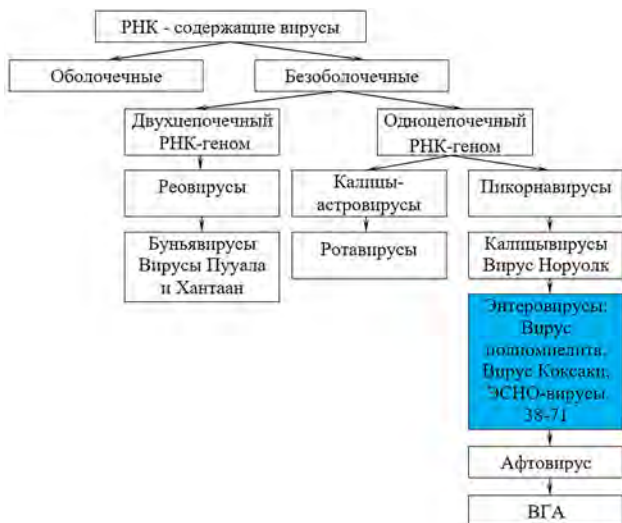 РНК - содержащие вирусы
Оболочечные
Безоболочечные
Двухцепочечный
РНК-геном
Одноцепочечный
РНК-геном
Реовирусы
Калицы-
астровирусы
Пикорнавирусы
Буньявирусы
Вирусы Пууала
и Хантаан
Ротавирусы
Калицывирусы
Вирус Норуолк
Энтеровирусы:
Вирус
полиомиелита,
Вирус Коксаки,
ЭСНО-вирусы
38-71
Афтовирус
ВГА